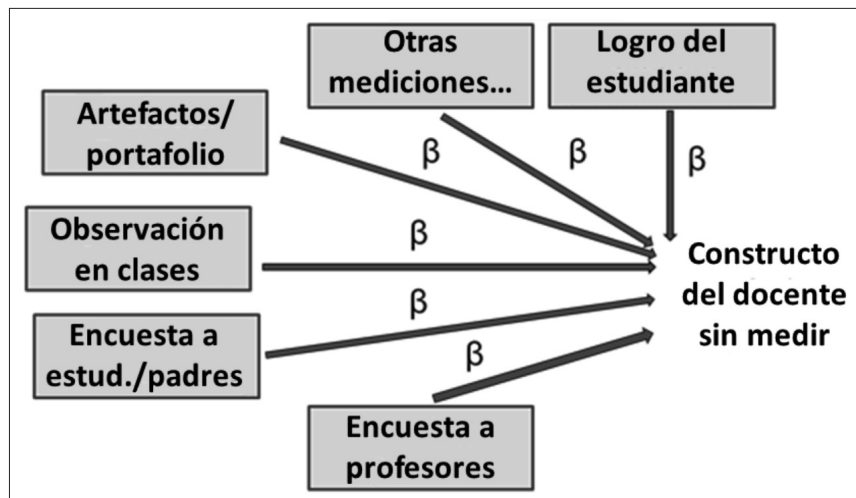 Otras
mediciones...
Logro del
estudiante
Artefactos/
portafolio
β
β
β
Observación
en clases
β
Constructo
del docente
sin medir
β
Encuesta a
estud./padres
β
Encuesta a
profesores